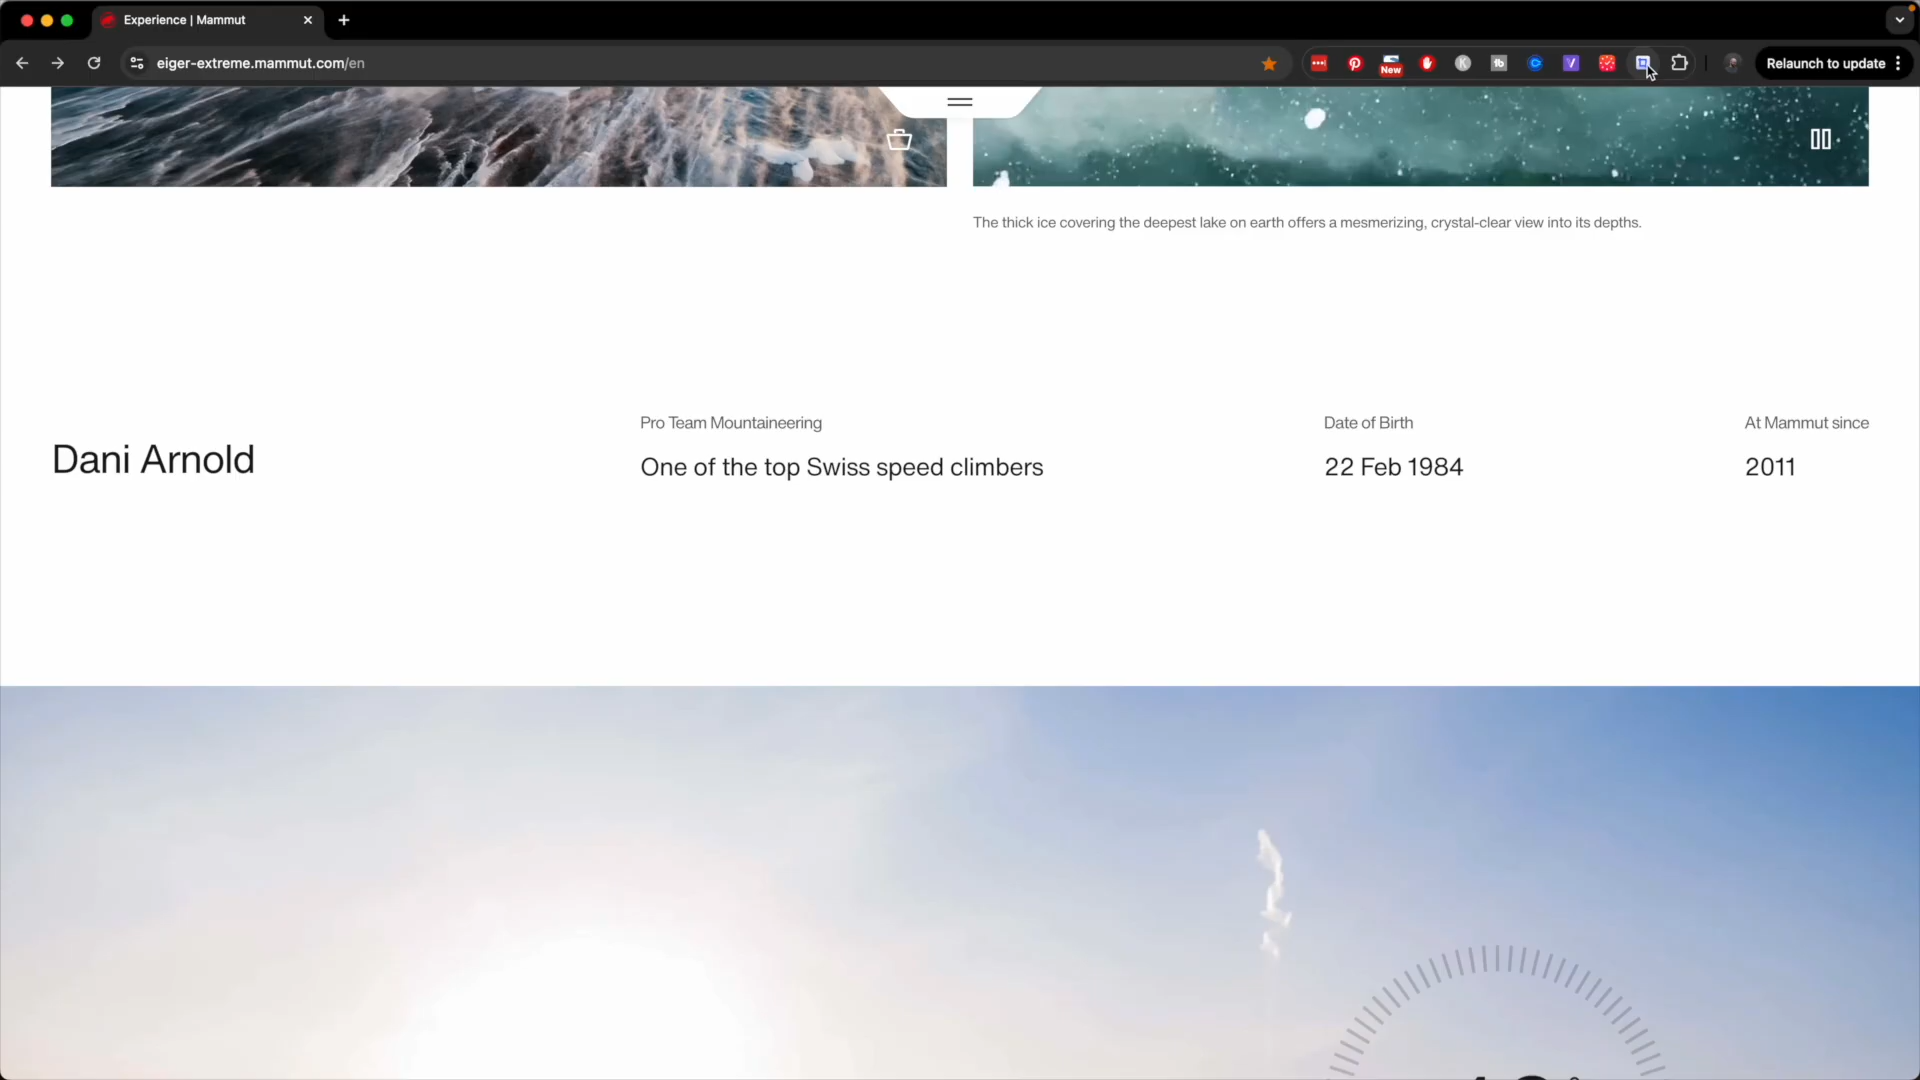 Experience | Mammut
eiger-extreme.mammut.com/en
New
Relaunch to update
The thick ice covering the deepest lake on earth offers a mesmerizing, crystal-clear view into its depths.
Dani Arnold
Pro Team Mountaineering
One of the top Swiss speed climbers
Date of Birth
22 Feb 1984
At Mammut since
2011